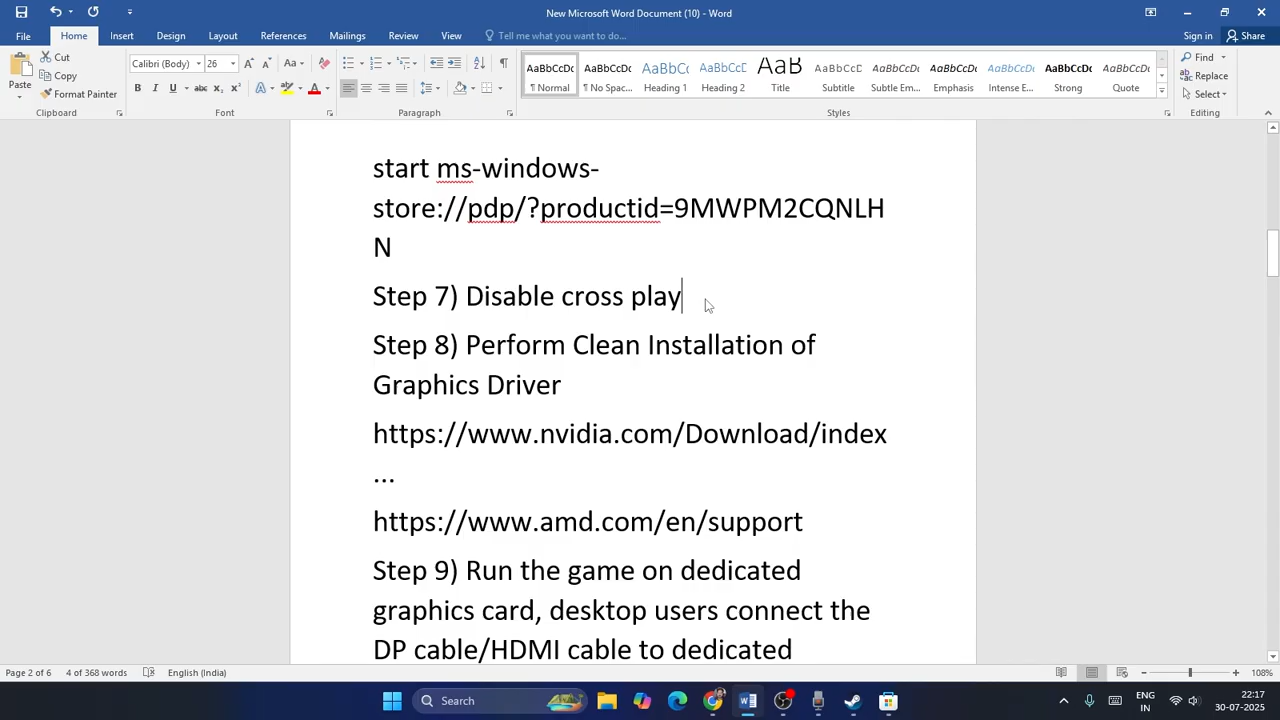 New Microsoft Word Document (10) - Word
File Home Insert Design Layout References Mailings Review View Tell me what you want to do... Sign in Share
Cut
Copy
Format Painter
Paste
Clipboard
Calibri (Body) 26
Font
Paragraph
AaBbCcDc AaBbCcDc AaBbCc AaBbCcD AaB AaBbCcD AaBbCcDc AaBbCcDc AaBbCcDc AaBbCcDc AaBbCcDc
¶ Normal ¶ No Spac... Heading 1 Heading 2 Title Subtitle Subtle Em... Emphasis Intense E... Strong Quote
Styles
Find
Replace
Select
Editing
start ms-windows-
store://pdp/?productid=9MWPM2CQNLH
N
Step 7) Disable cross play
Step 8) Perform Clean Installation of
Graphics Driver
https://www.nvidia.com/Download/index
...
https://www.amd.com/en/support
Step 9) Run the game on dedicated
graphics card, desktop users connect the
DP cable/HDMI cable to dedicated
Page 2 of 6 4 of 368 words English (India) 108%
Search
ENG
IN
22:17
30-07-2025